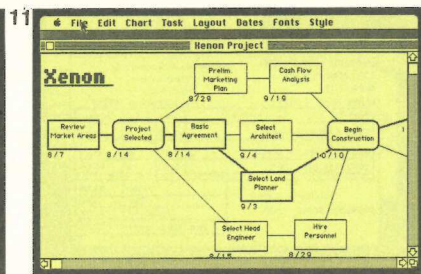 11
File Edit Chart Task Layout Dates Fonts Style
Xenon Project
Xenon
Prelim.
Marketing
Plan
8/29
Cash Flow
Analysis
9/19
Review
Market Areas
8/7
Project
Selected
8/14
Basic
Agreement
8/14
Select
Architect
9/4
Begin
Construction
10/10
1
Select Land
Planner
9/3
Select Head
Engineer
8/15
Hire
Personnel
8/29